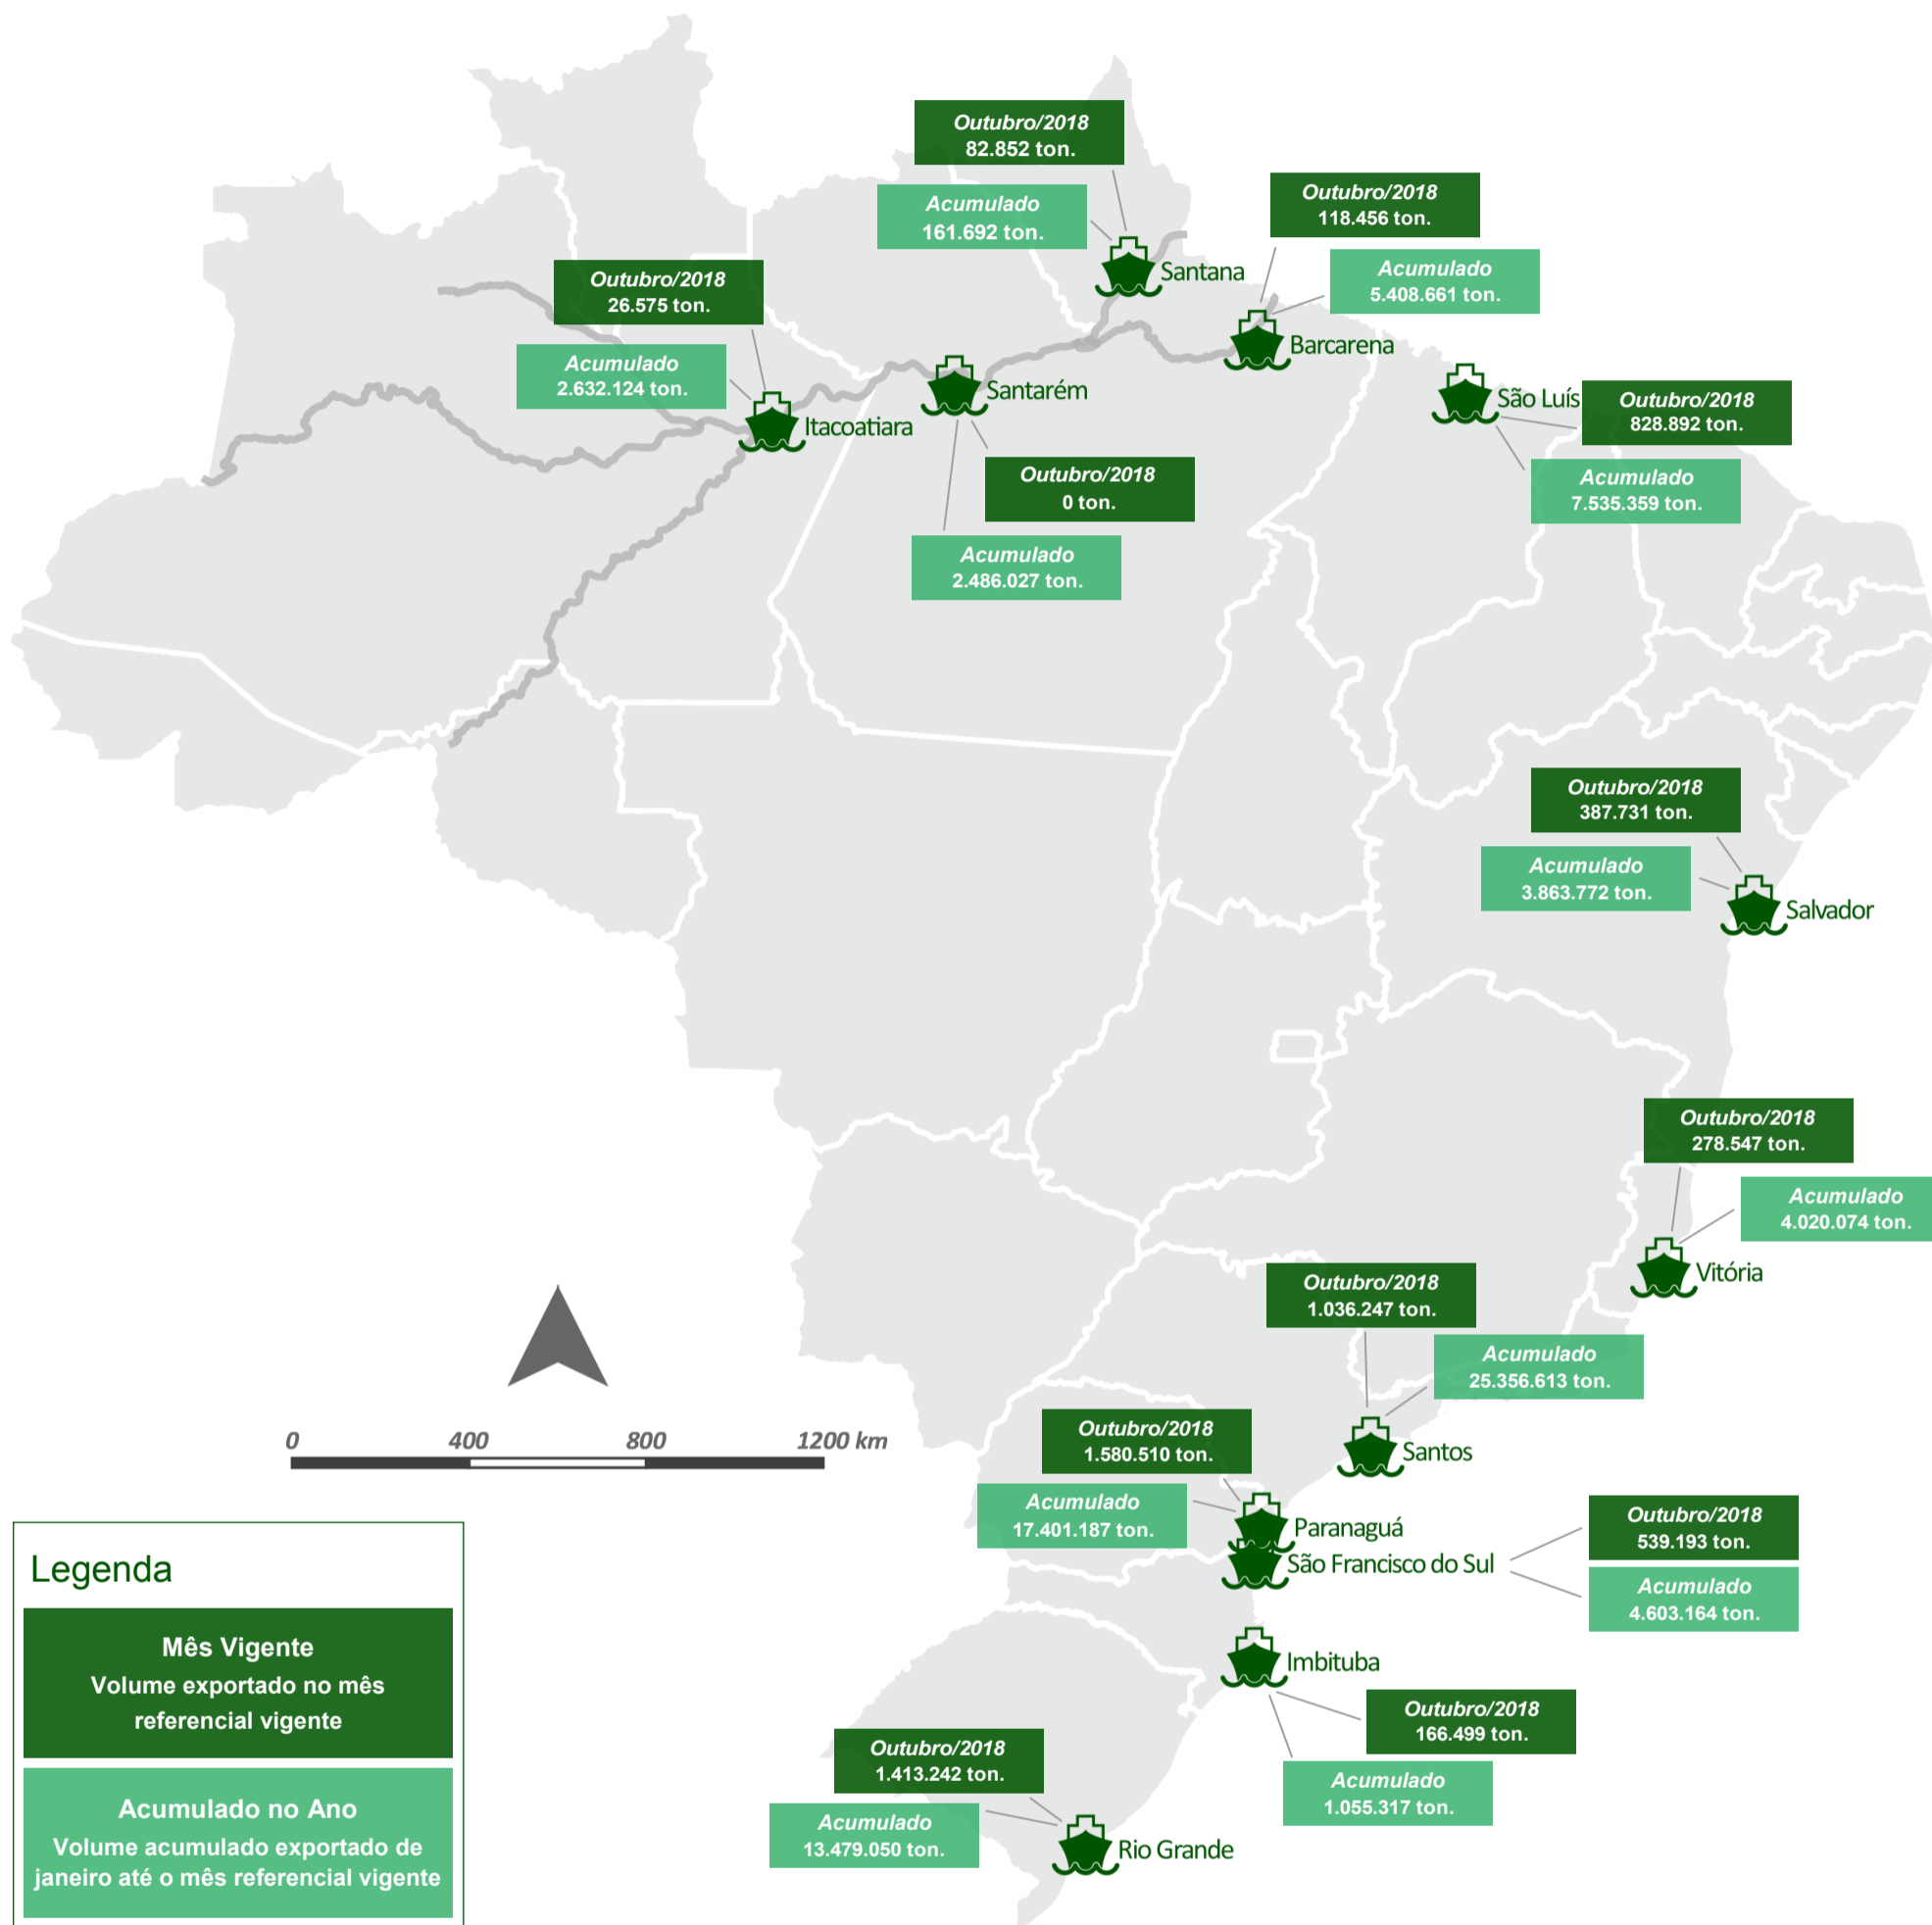 Outubro/2018
82.852 ton.
Acumulado
161.692 ton.
Santana
Outubro/2018
118.456 ton.
Acumulado
5.408.661 ton.
Barcarena
Outubro/2018
26.575 ton.
Acumulado
2.632.124 ton.
Itacoatiara
Santarém
Outubro/2018
0 ton.
Acumulado
2.486.027 ton.
São Luís
Outubro/2018
828.892 ton.
Acumulado
7.535.359 ton.
Outubro/2018
387.731 ton.
Acumulado
3.863.772 ton.
Salvador
Outubro/2018
278.547 ton.
Acumulado
4.020.074 ton.
Vitória
Outubro/2018
1.036.247 ton.
Acumulado
25.356.613 ton.
Santos
Outubro/2018
1.580.510 ton.
Acumulado
17.401.187 ton.
Paranaguá
São Francisco do Sul
Outubro/2018
539.193 ton.
Acumulado
4.603.164 ton.
Imbituba
Outubro/2018
166.499 ton.
Acumulado
1.055.317 ton.
Outubro/2018
1.413.242 ton.
Acumulado
13.479.050 ton.
Rio Grande
0 400 800 1200 km
Legenda
Mês Vigente
Volume exportado no mês
referencial vigente
Acumulado no Ano
Volume acumulado exportado de
janeiro até o mês referencial vigente